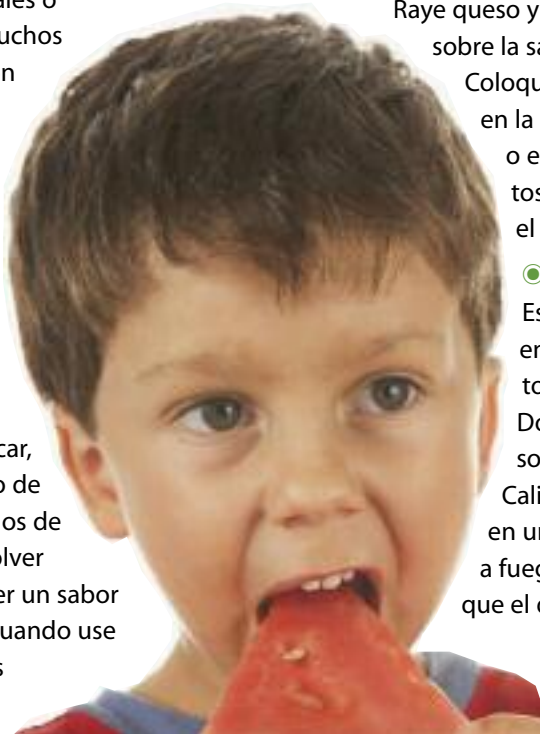 ales o
uchos
n
car,
o de
os de
olver
er un sabor
uando use
s
Raye queso y
sobre la sa
Coloqu
en la
o e
tos
el
Es
en
to
Do
so
Cali
en un
a fueg
que el